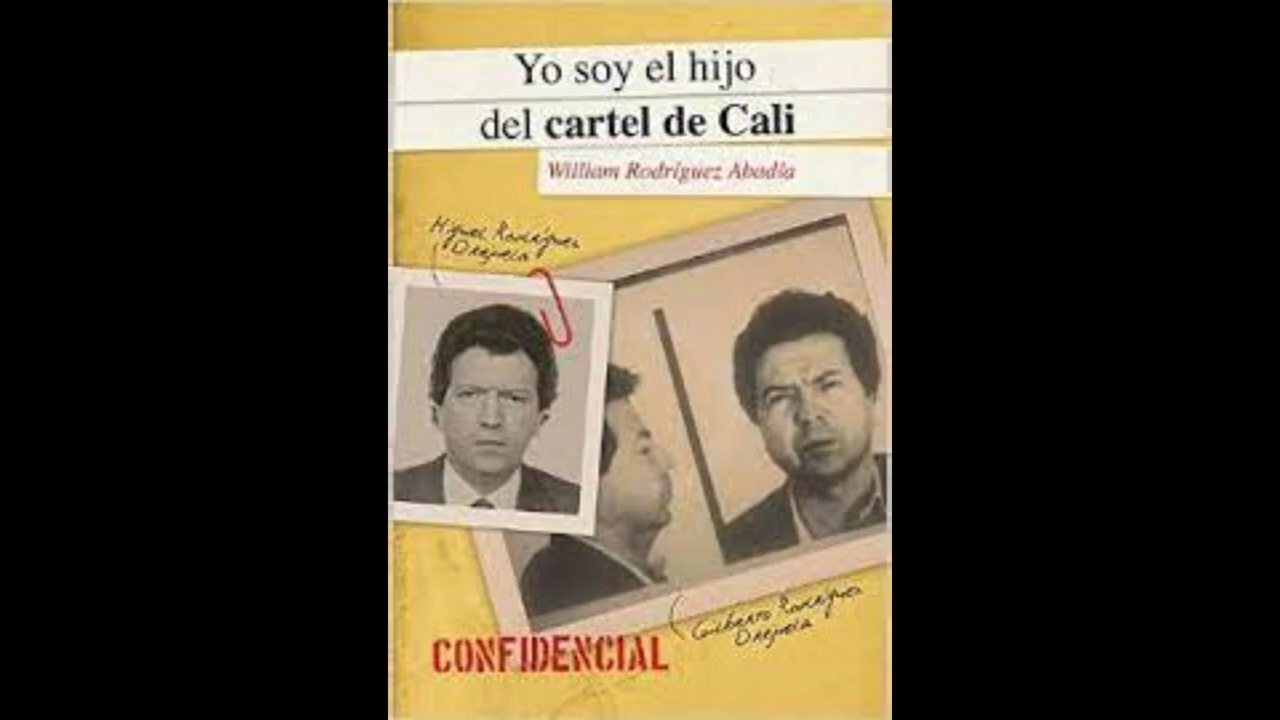 Yo soy el hijo
del cartel de Cali
William Rodríguez Abadía
Miguel Rodríguez
Orejuela
Gilberto Rodríguez
Orejuela
CONFIDENCIAL